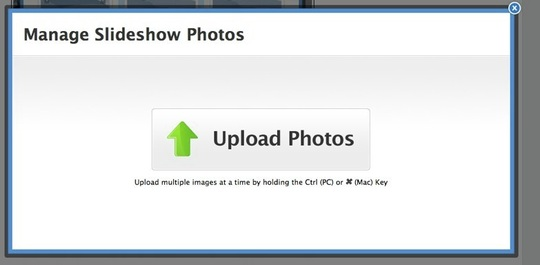 Manage Slideshow Photos
Upload Photos
Upload multiple images at a time by holding the Ctrl (PC) or ⌘ (Mac) Key